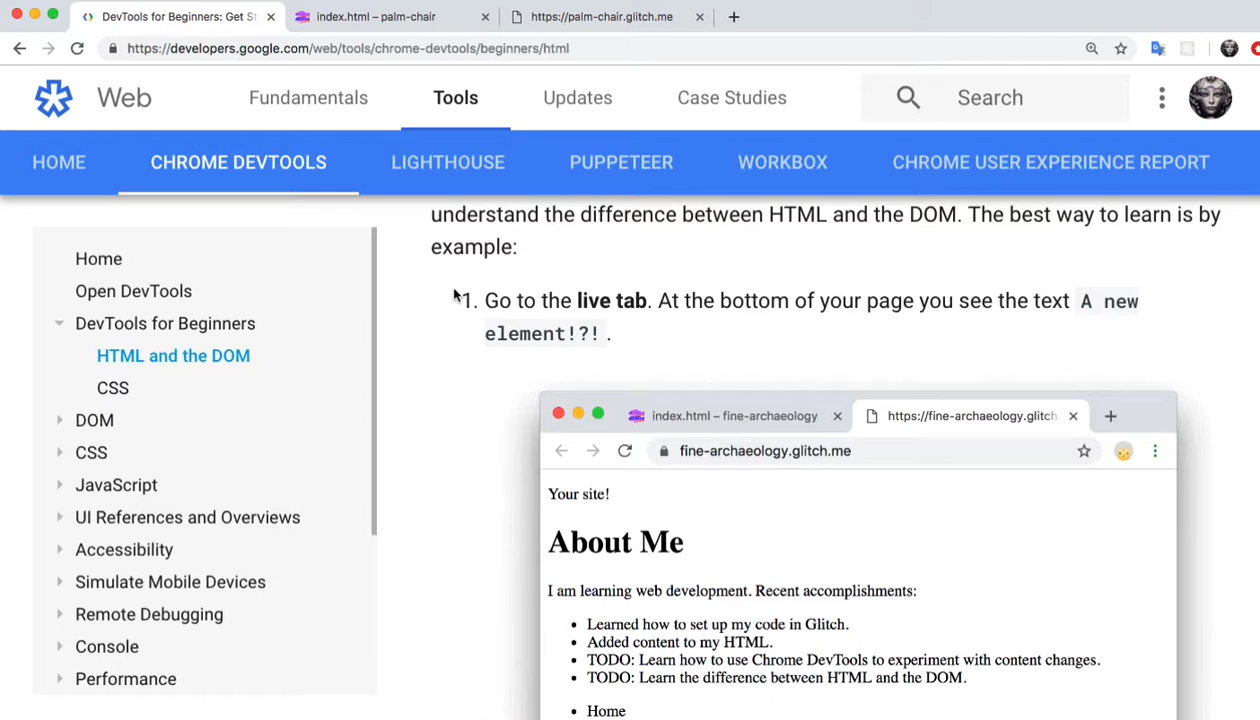 DevTools for Beginners: Get St
index.html – palm-chair
https://palm-chair.glitch.me
https://developers.google.com/web/tools/chrome-devtools/beginners/html
Web
Fundamentals
Tools
Updates
Case Studies
Search
HOME
CHROME DEVTOOLS
LIGHTHOUSE
PUPPETEER
WORKBOX
CHROME USER EXPERIENCE REPORT
Home
Open DevTools
DevTools for Beginners
HTML and the DOM
CSS
DOM
CSS
JavaScript
UI References and Overviews
Accessibility
Simulate Mobile Devices
Remote Debugging
Console
Performance
understand the difference between HTML and the DOM. The best way to learn is by
example:
1. Go to the live tab. At the bottom of your page you see the text A new
element!?! .
index.html – fine-archaeology
https://fine-archaeology.glitch
fine-archaeology.glitch.me
Your site!
About Me
I am learning web development. Recent accomplishments:
• Learned how to set up my code in Glitch.
• Added content to my HTML.
• TODO: Learn how to use Chrome DevTools to experiment with content changes.
• TODO: Learn the difference between HTML and the DOM.
• Home